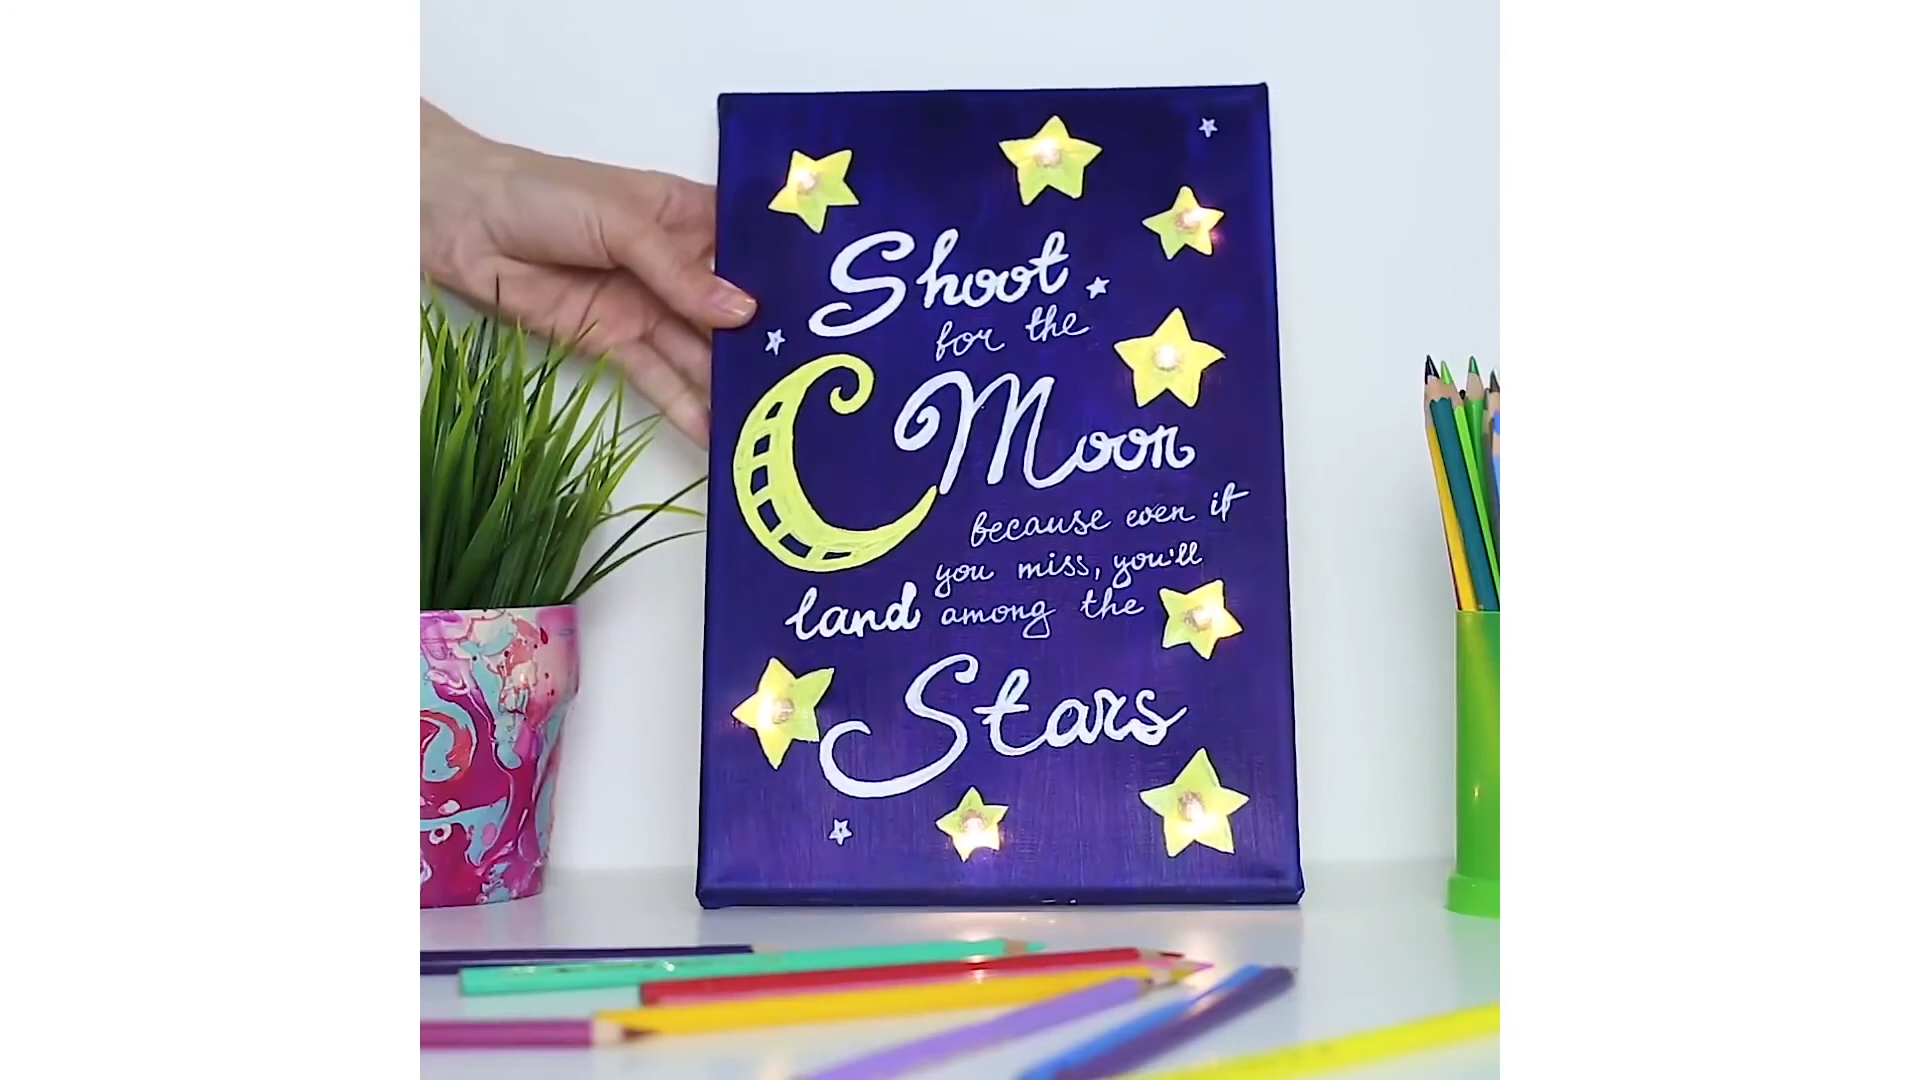 Shoot
for the
Moon
because even if
you miss, you'll
land among the
Stars